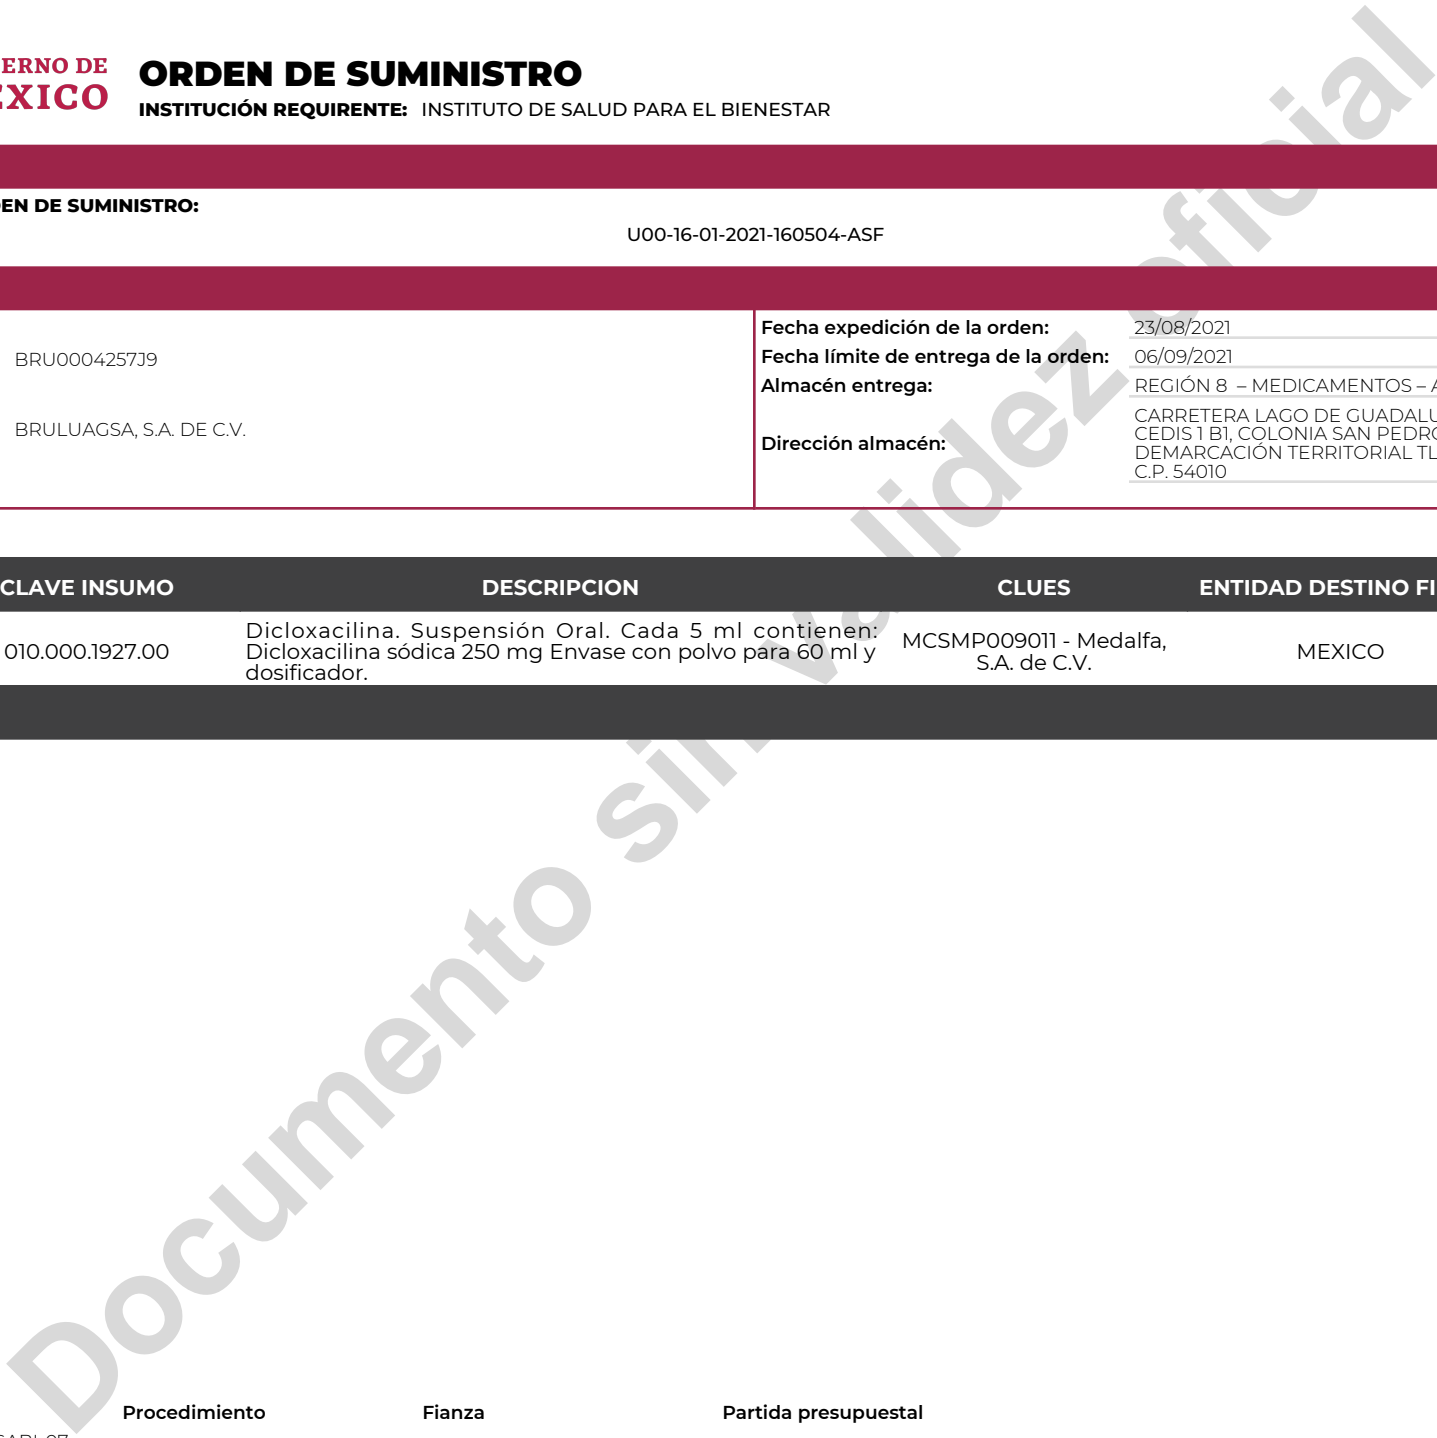 ERNO DE
ÉXICO
ORDEN DE SUMINISTRO
INSTITUCIÓN REQUIRENTE: INSTITUTO DE SALUD PARA EL BIENESTAR
EN DE SUMINISTRO:
U00-16-01-2021-160504-ASF
BRU0004257J9
BRULUAGSA, S.A. DE C.V.
Fecha expedición de la orden: 23/08/2021
Fecha límite de entrega de la orden: 06/09/2021
Almacén entrega: REGIÓN 8 – MEDICAMENTOS – A
Dirección almacén:
CARRETERA LAGO DE GUADALU
CEDIS 1 B1, COLONIA SAN PEDRO
DEMARCACIÓN TERRITORIAL TL
C.P. 54010
CLAVE INSUMO DESCRIPCION CLUES ENTIDAD DESTINO FI
010.000.1927.00
Dicloxacilina. Suspensión Oral. Cada 5 ml contienen:
Dicloxacilina sódica 250 mg Envase con polvo para 60 ml y
dosificador.
MCSMP009011 - Medalfa,
S.A. de C.V.
MEXICO
Documento sin validez oficial
Procedimiento Fianza Partida presupuestal